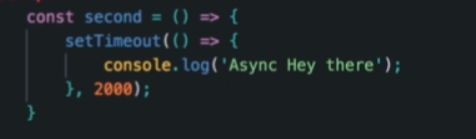 const second = () => {
    setTimeout(() => {
        console.log('Async Hey there');
    }, 2000);
}